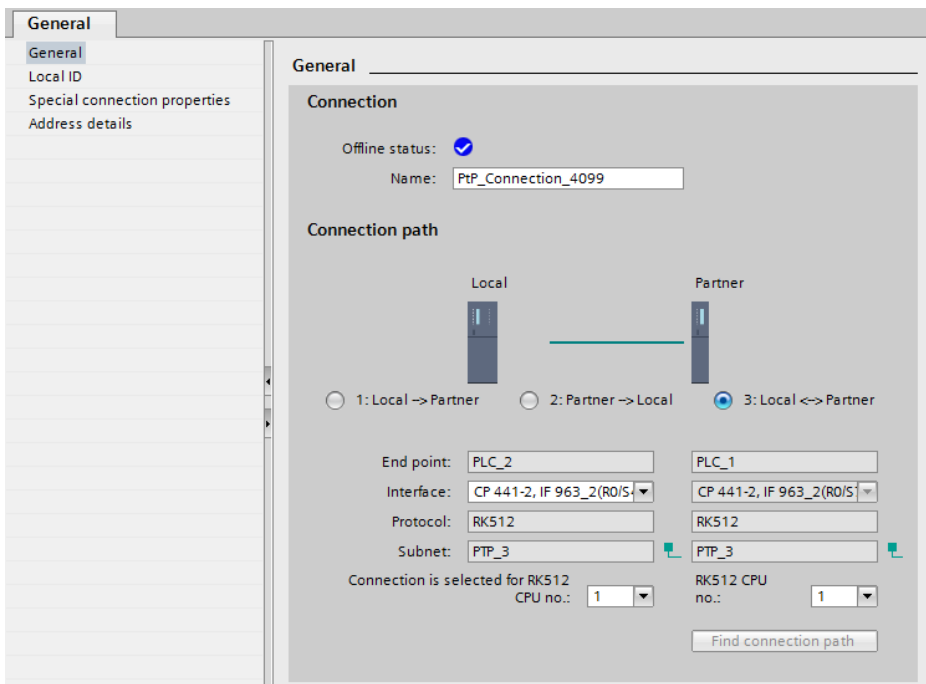 General
General
Local ID
Special connection properties
Address details
General
Connection
Offline status:
Name: PtP_Connection_4099
Connection path
Local Partner
1: Local -> Partner 2: Partner -> Local 3: Local <-> Partner
End point: PLC_2 PLC_1
Interface: CP 441-2, IF 963_2(R0/S CP 441-2, IF 963_2(R0/S
Protocol: RK512 RK512
Subnet: PTP_3 PTP_3
Connection is selected for RK512 RK512 CPU
CPU no.: 1 no.: 1
Find connection path